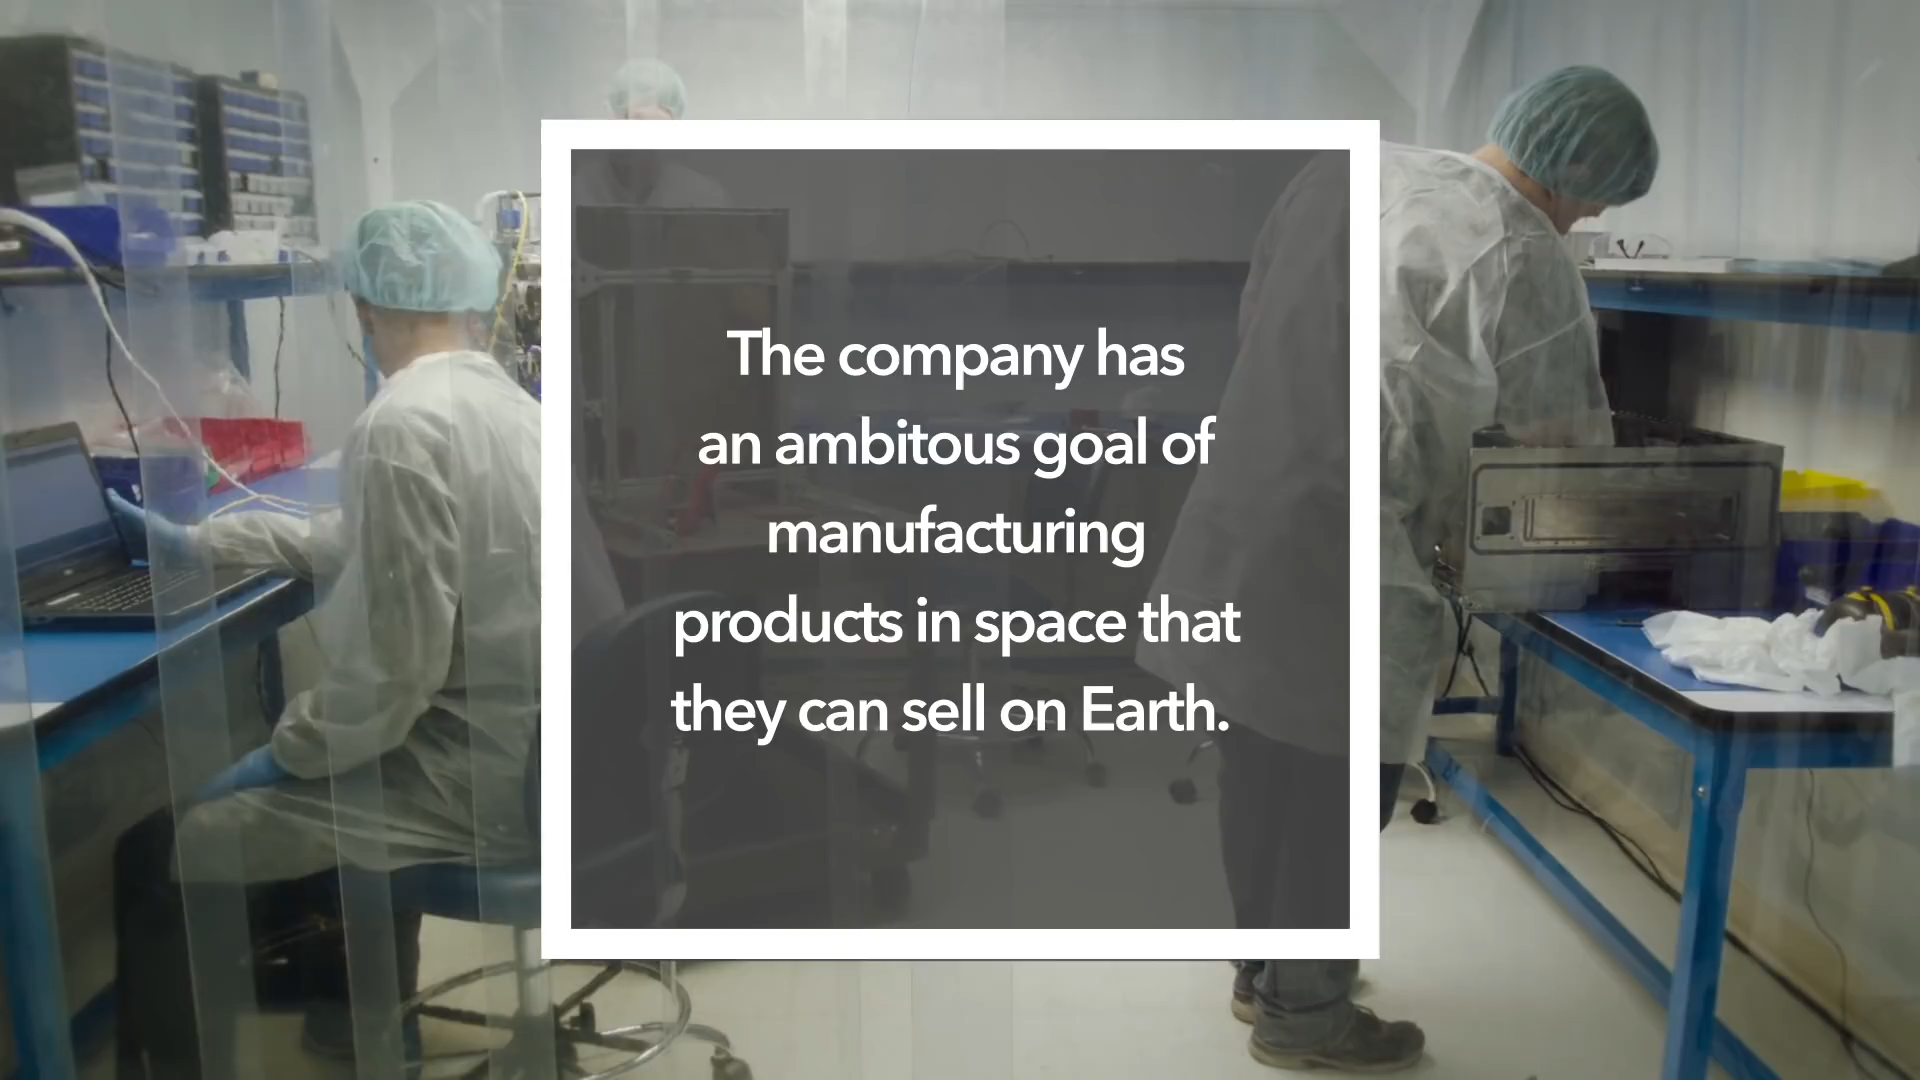 The company has
an ambitous goal of
manufacturing
products in space that
they can sell on Earth.